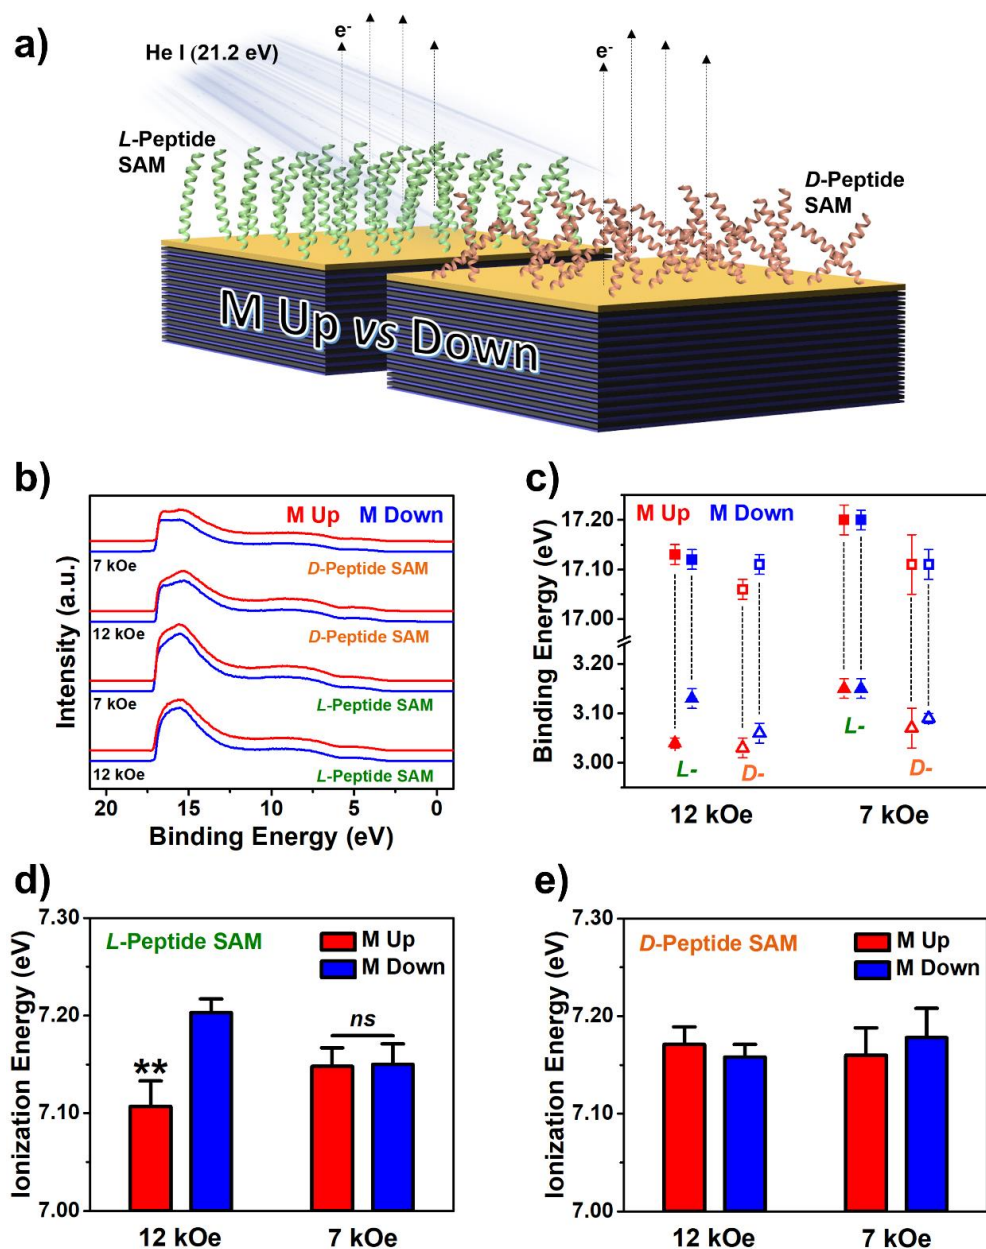 a)
He I (21.2 eV)
e-
e-
L-Peptide
SAM
D-Peptide
SAM
M Up vs Down
b)
M Up M Down
7 kOe
D-Peptide SAM
12 kOe
D-Peptide SAM
7 kOe
L-Peptide SAM
12 kOe
L-Peptide SAM
Intensity (a.u.)
20 15 10 5 0
Binding Energy (eV)
c)
M Up M Down
17.20
17.10
17.00
3.20
3.10
3.00
Binding Energy (eV)
L-
D-
L-
D-
12 kOe 7 kOe
d)
7.30
7.20
7.10
7.00
Ionization Energy (eV)
L-Peptide SAM
M Up
M Down
**
ns
12 kOe 7 kOe
e)
7.30
7.20
7.10
7.00
Ionization Energy (eV)
D-Peptide SAM
M Up
M Down
12 kOe 7 kOe